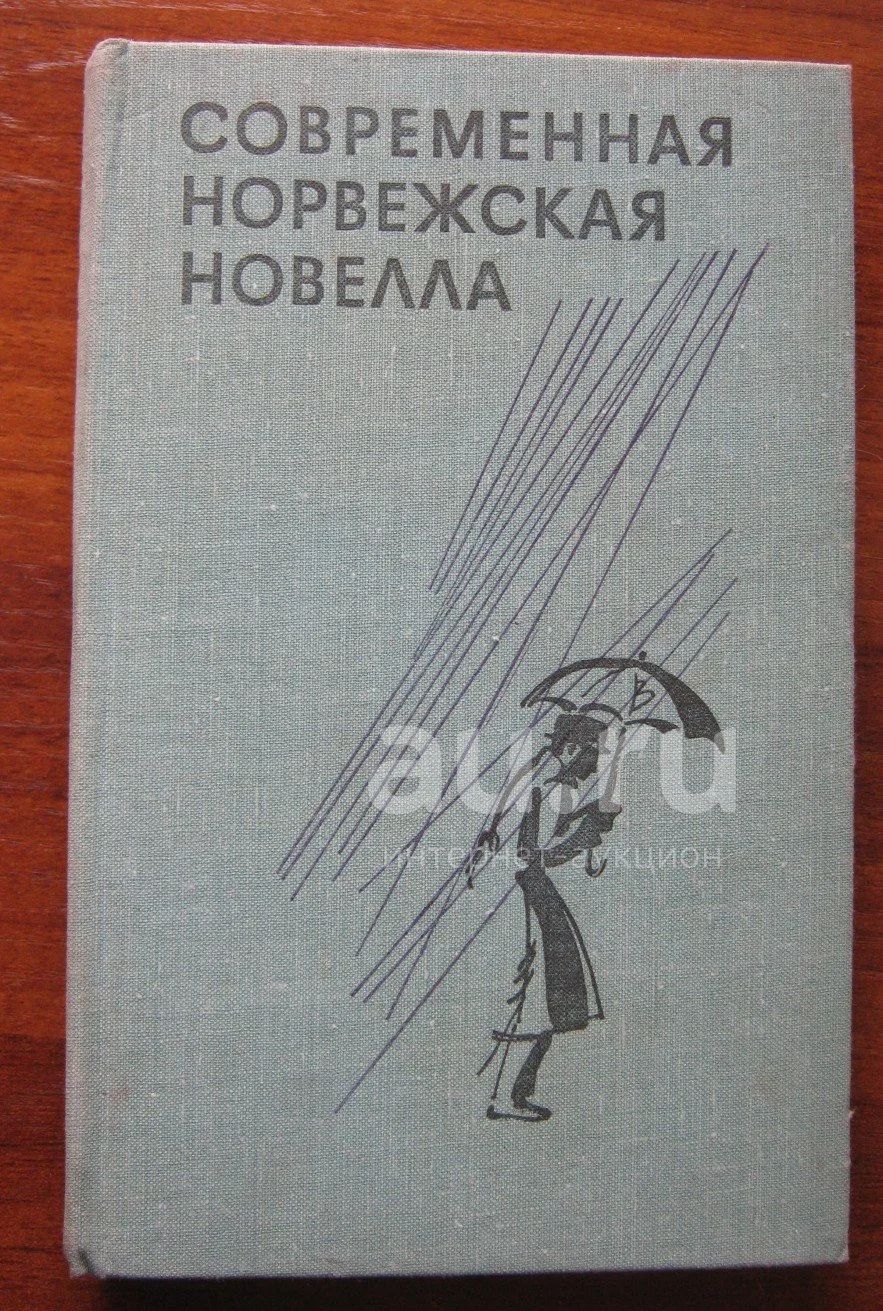 СОВРЕМЕННАЯ
НОРВЕЖСКАЯ
НОВЕЛЛА
au.ru
интернет-аукцион